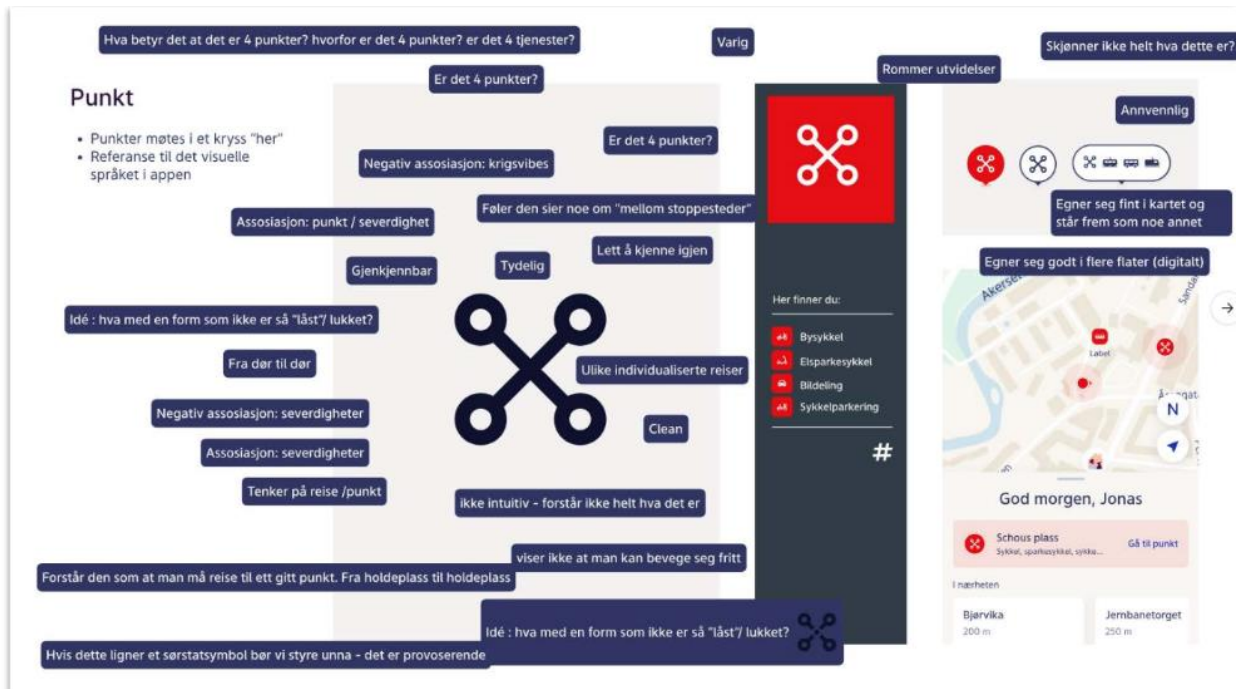 Hva betyr det at det er 4 punkter? hvorfor er det 4 punkter? er det 4 tjenester?
Varig
Skjønner ikke helt hva dette er?
Er det 4 punkter?
Rommer utvidelser
Punkt
• Punkter møtes i et kryss "her"
• Referanse til det visuelle
språket i appen
Annvennlig
Er det 4 punkter?
Negativ assosiasjon: krigsvibes
Føler den sier noe om "mellom stoppesteder"
Egner seg fint i kartet og
står frem som noe annet
Assosiasjon: punkt / severdighet
Lett å kjenne igjen
Gjenkjennbar
Tydelig
Egner seg godt i flere flater (digitalt)
Idé : hva med en form som ikke er så "låst"/ lukket?
Her finner du:
Bysykkel
Elsparkesykkel
Bildeling
Sykkelparkering
#
Label
N
Fra dør til dør
Ulike individualiserte reiser
Negativ assosiasjon: severdigheter
Clean
Assosiasjon: severdigheter
Tenker på reise /punkt
ikke intuitiv - forstår ikke helt hva det er
God morgen, Jonas
Schous plass
Sykkel, sparkesykkel, sykke...
Gå til punkt
viser ikke at man kan bevege seg fritt
Forstår den som at man må reise til ett gitt punkt. Fra holdeplass til holdeplass
I nærheten
Bjørvika
200 m
Jernbanetorget
250 m
Idé : hva med en form som ikke er så "låst"/ lukket?
Hvis dette ligner et sørstatsymbol bør vi styre unna - det er provoserende